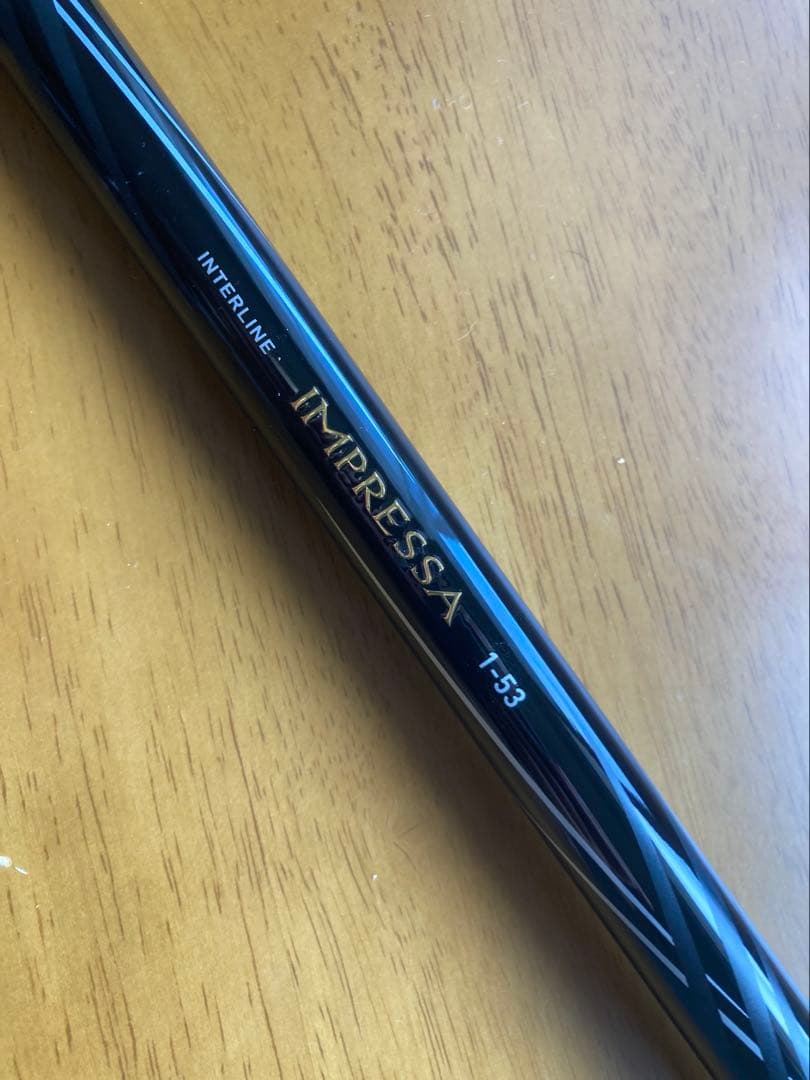 INTERLINE
IMPRESSA
1-53